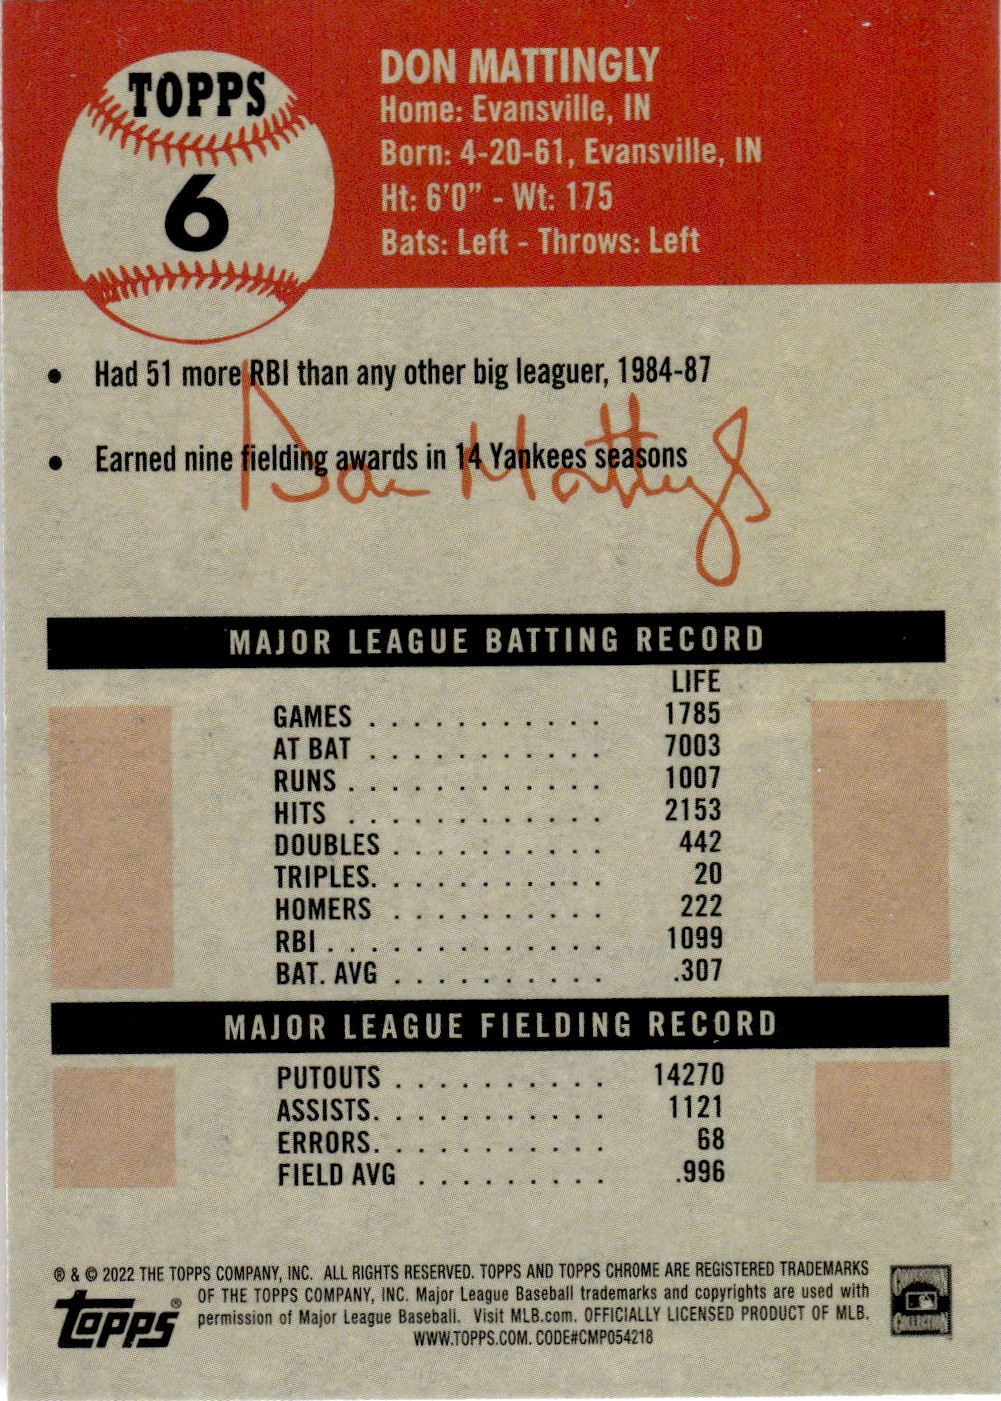 TOPPS
6
DON MATTINGLY
Home: Evansville, IN
Born: 4-20-61, Evansville, IN
Ht: 6'0" - Wt: 175
Bats: Left - Throws: Left
• Had 51 more RBI than any other big leaguer, 1984-87
• Earned nine fielding awards in 14 Yankees seasons
Don Mattingly
MAJOR LEAGUE BATTING RECORD
LIFE
GAMES . . . . . . . . . . . 1785
AT BAT . . . . . . . . . . . 7003
RUNS . . . . . . . . . . . . 1007
HITS . . . . . . . . . . . . 2153
DOUBLES . . . . . . . . . . 442
TRIPLES. . . . . . . . . . . 20
HOMERS . . . . . . . . . . 222
RBI . . . . . . . . . . . . . 1099
BAT. AVG . . . . . . . . . . .307
MAJOR LEAGUE FIELDING RECORD
PUTOUTS . . . . . . . . . . 14270
ASSISTS. . . . . . . . . . . 1121
ERRORS. . . . . . . . . . . 68
FIELD AVG . . . . . . . . . .996
® & © 2022 THE TOPPS COMPANY, INC. ALL RIGHTS RESERVED. TOPPS AND TOPPS CHROME ARE REGISTERED TRADEMARKS
OF THE TOPPS COMPANY, INC. Major League Baseball trademarks and copyrights are used with
permission of Major League Baseball. Visit MLB.com. OFFICIALLY LICENSED PRODUCT OF MLB.
WWW.TOPPS.COM. CODE#CMP054218
Topps®
COLLECTION